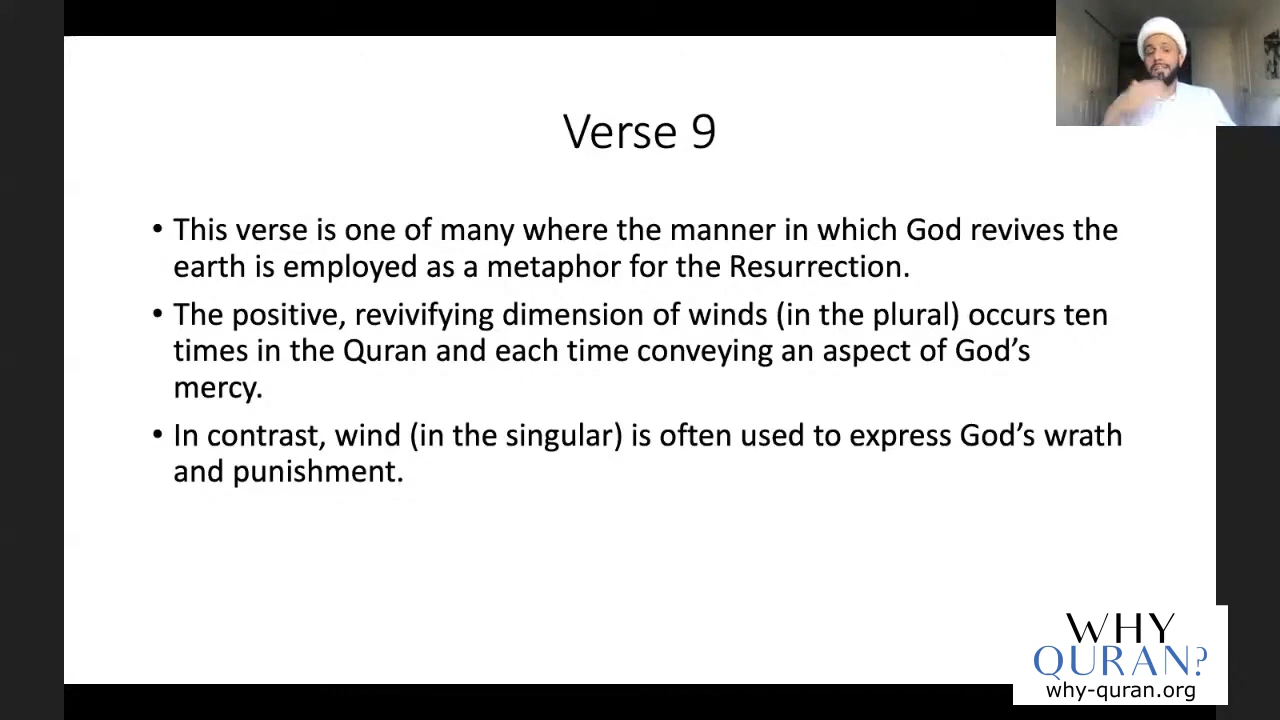 Verse 9
• This verse is one of many where the manner in which God revives the
earth is employed as a metaphor for the Resurrection.
• The positive, revivifying dimension of winds (in the plural) occurs ten
times in the Quran and each time conveying an aspect of God’s
mercy.
• In contrast, wind (in the singular) is often used to express God’s wrath
and punishment.
WHY
QURAN?
why-quran.org